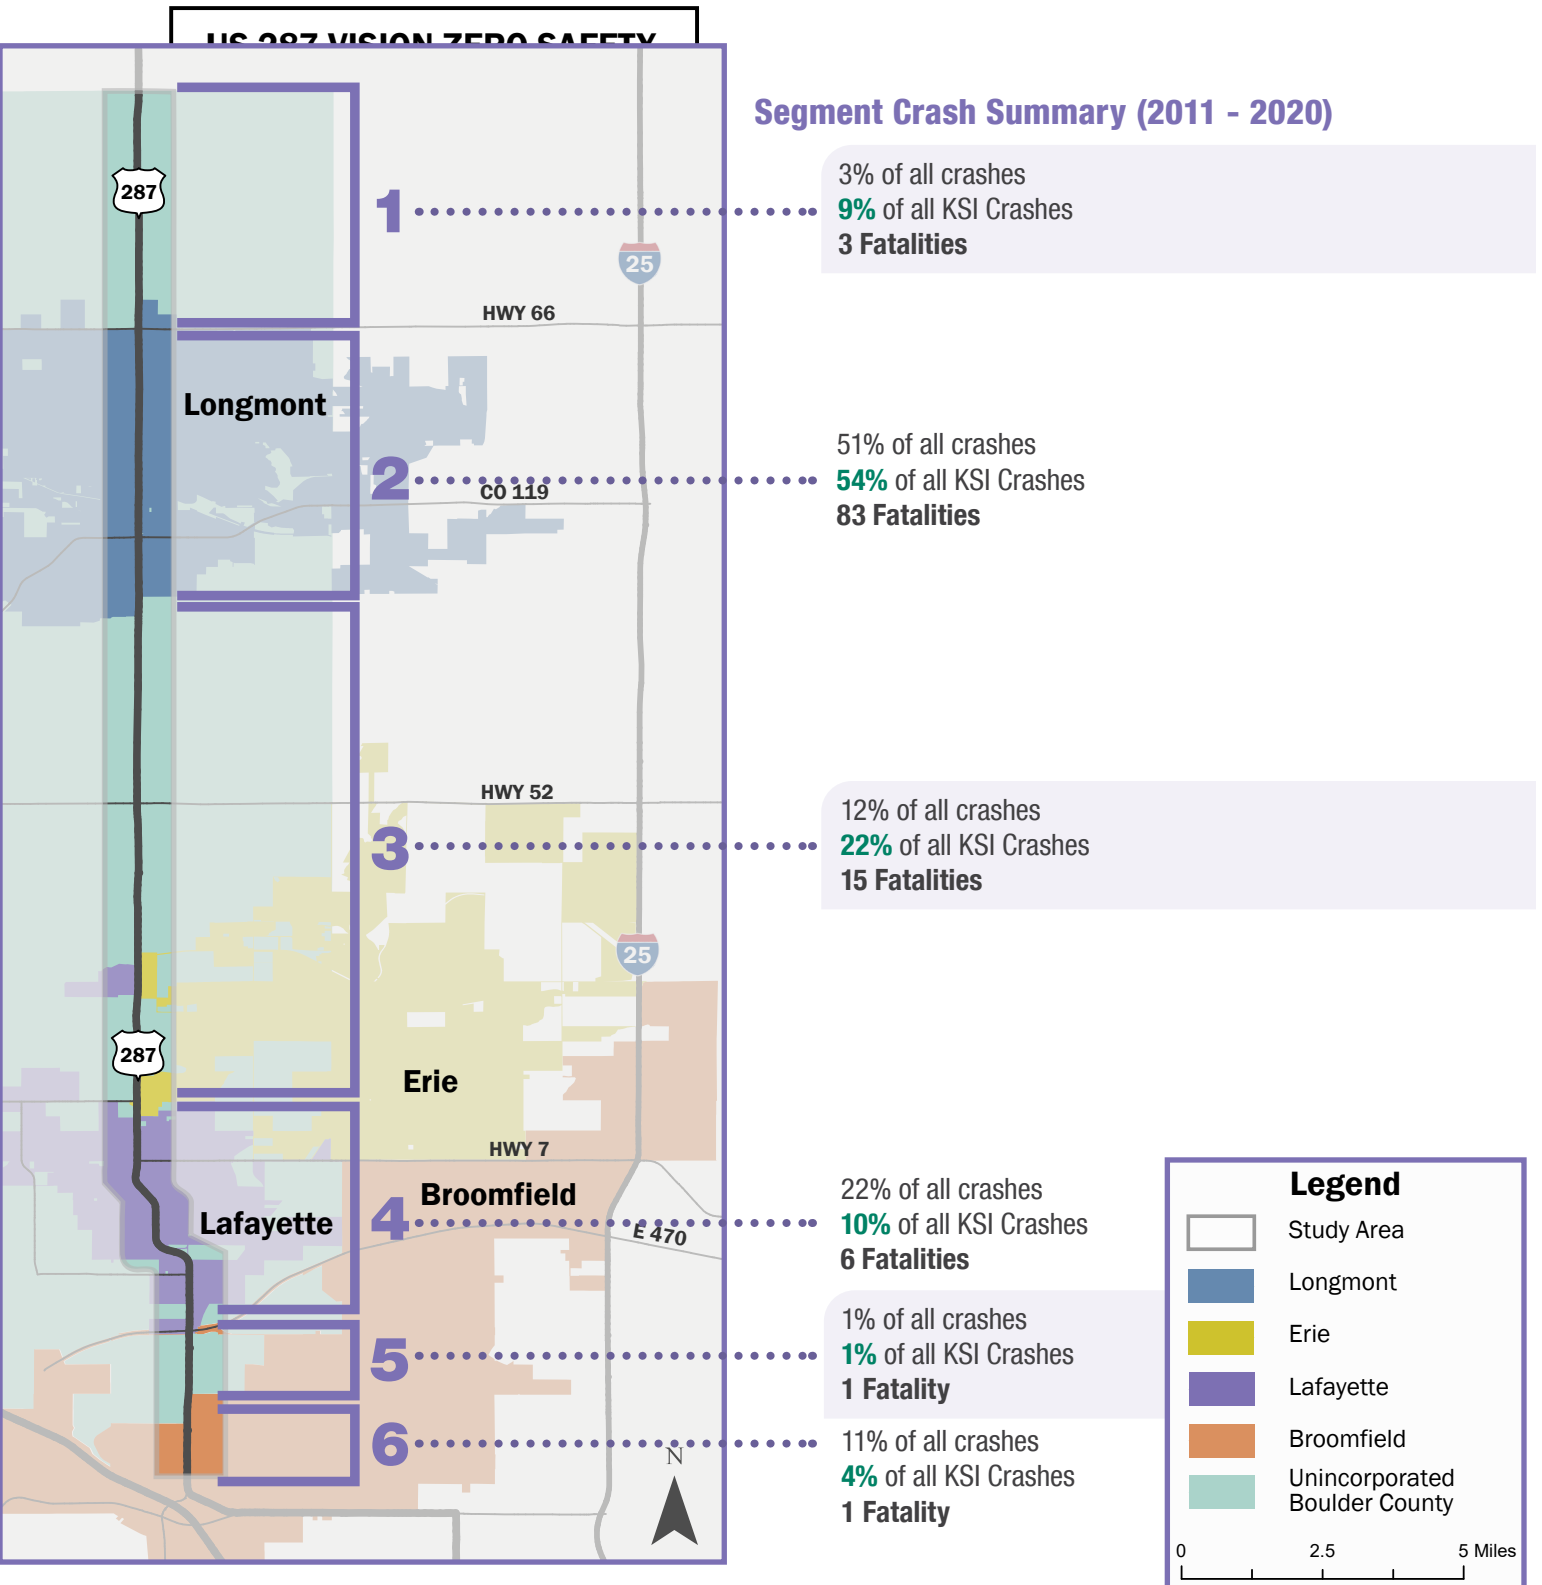 US 287 VISION ZERO SAFETY
Segment Crash Summary (2011 - 2020)
287
1
3% of all crashes
9% of all KSI Crashes
3 Fatalities
25
HWY 66
Longmont
2
CO 119
51% of all crashes
54% of all KSI Crashes
83 Fatalities
HWY 52
3
12% of all crashes
22% of all KSI Crashes
15 Fatalities
25
287
Erie
HWY 7
Broomfield
Lafayette
4
E 470
22% of all crashes
10% of all KSI Crashes
6 Fatalities
5
1% of all crashes
1% of all KSI Crashes
1 Fatality
6
N
11% of all crashes
4% of all KSI Crashes
1 Fatality
Legend
Study Area
Longmont
Erie
Lafayette
Broomfield
Unincorporated
Boulder County
0 2.5 5 Miles